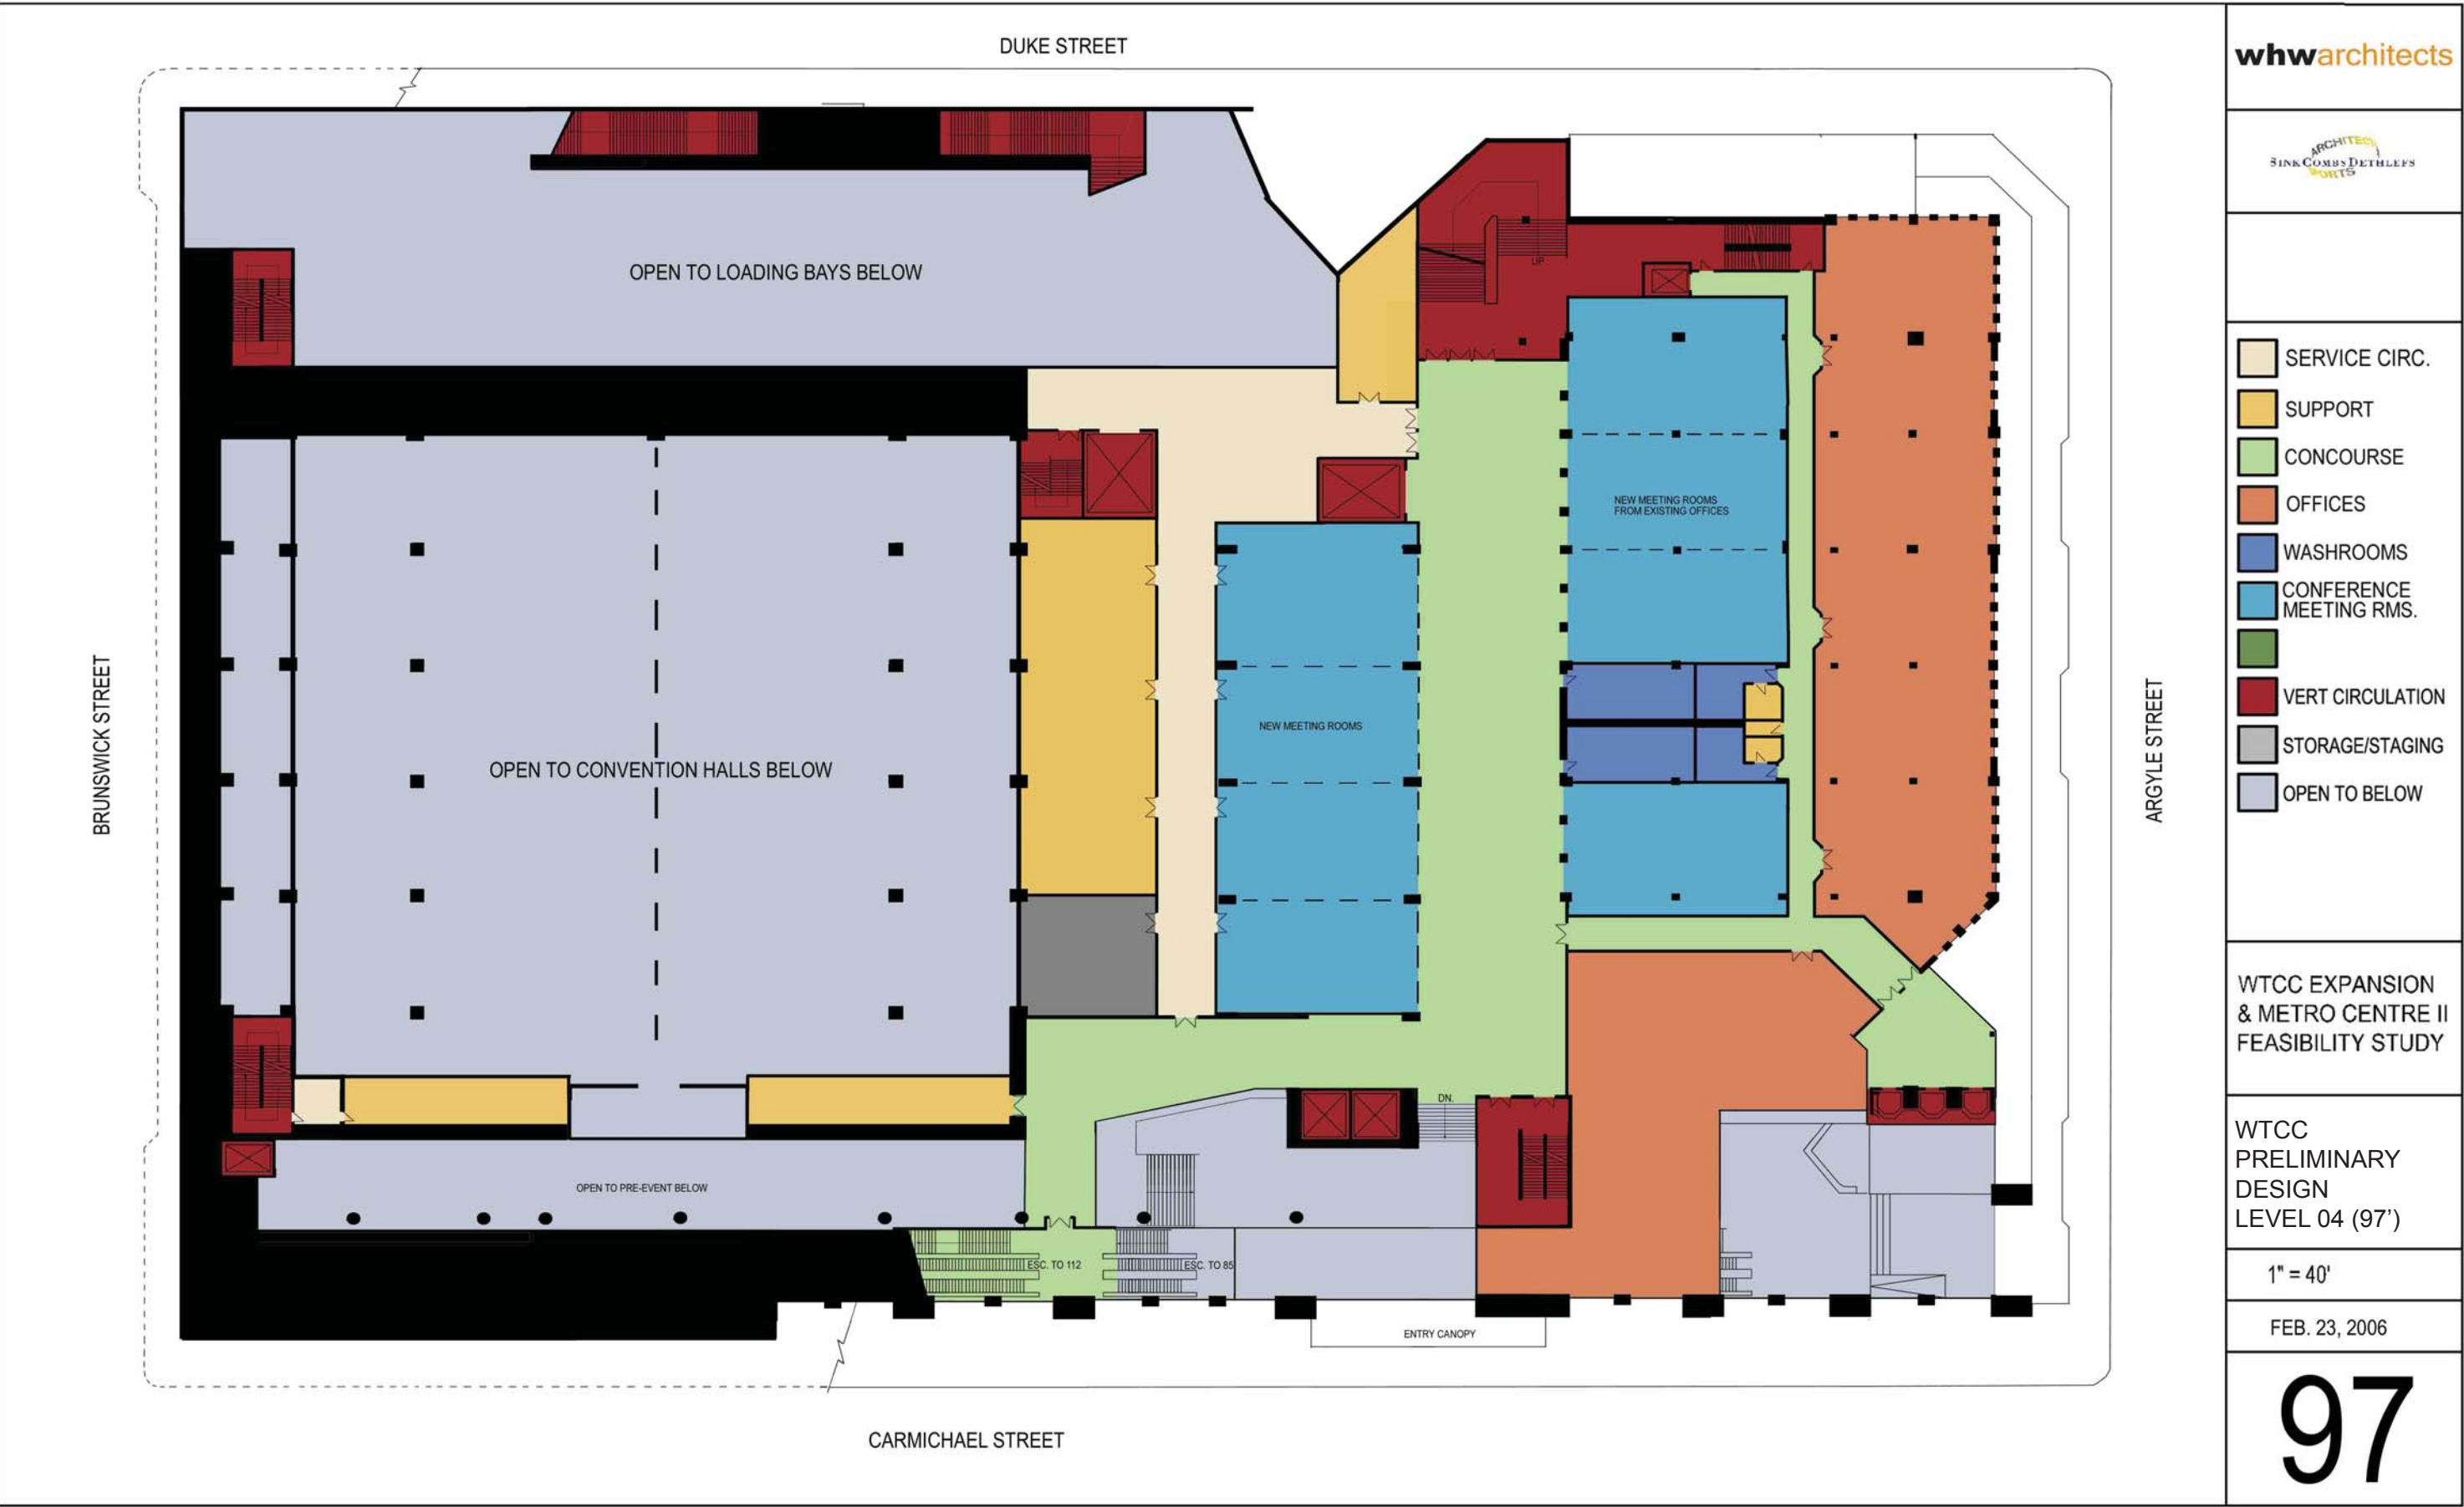 DUKE STREET
OPEN TO LOADING BAYS BELOW
UP
NEW MEETING ROOMS
FROM EXISTING OFFICES
NEW MEETING ROOMS
OPEN TO CONVENTION HALLS BELOW
BRUNSWICK STREET
ARGYLE STREET
DN.
OPEN TO PRE-EVENT BELOW
ESC. TO 112
ESC. TO 85
ENTRY CANOPY
CARMICHAEL STREET
whwarchitects
ARCHITECTS
SINK COMBS DETHLEFS
SPORTS
SERVICE CIRC.
SUPPORT
CONCOURSE
OFFICES
WASHROOMS
CONFERENCE
MEETING RMS.
VERT CIRCULATION
STORAGE/STAGING
OPEN TO BELOW
WTCC EXPANSION
& METRO CENTRE II
FEASIBILITY STUDY
WTCC
PRELIMINARY
DESIGN
LEVEL 04 (97’)
1" = 40'
FEB. 23, 2006
97